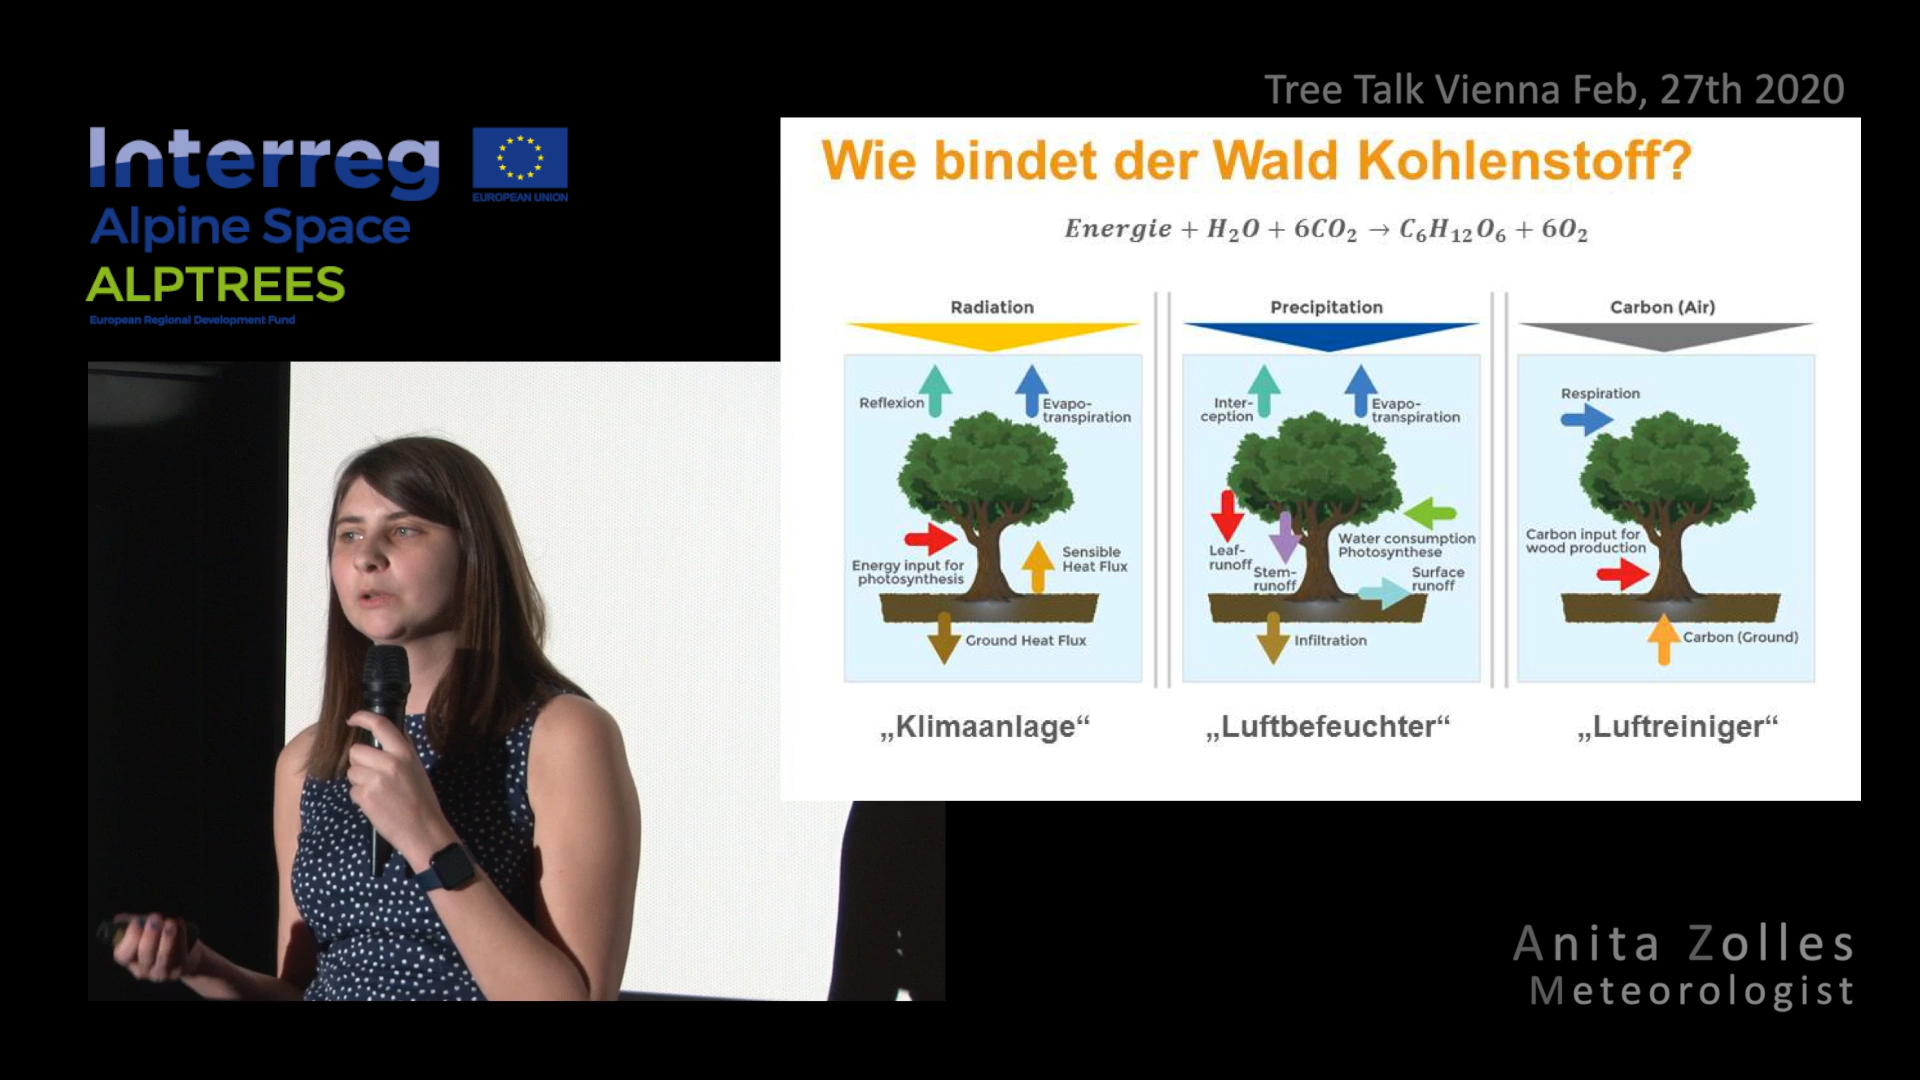 Tree Talk Vienna Feb, 27th 2020
Interreg
EUROPEAN UNION
Alpine Space
ALPTREES
European Regional Development Fund
Wie bindet der Wald Kohlenstoff?
Energie + H₂O + 6CO₂ → C₆H₁₂O₆ + 6O₂
Radiation
Reflexion
Evapo-
transpiration
Energy input for
photosynthesis
Sensible
Heat Flux
Ground Heat Flux
„Klimaanlage“
Precipitation
Inter-
ception
Evapo-
transpiration
Leaf-
runoff
Stem-
runoff
Water consumption
Photosynthese
Surface
runoff
Infiltration
„Luftbefeuchter“
Carbon (Air)
Respiration
Carbon input for
wood production
Carbon (Ground)
„Luftreiniger“
Anita Zolles
Meteorologist